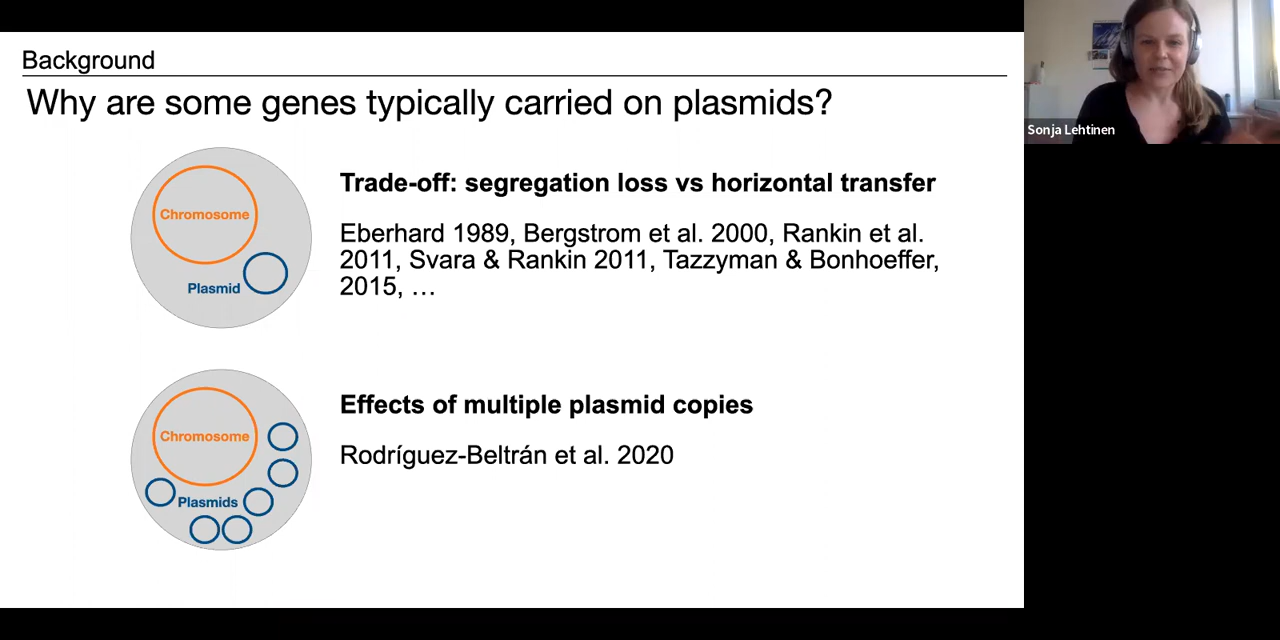 Background
Why are some genes typically carried on plasmids?
Chromosome
Plasmid
Trade-off: segregation loss vs horizontal transfer
Eberhard 1989, Bergstrom et al. 2000, Rankin et al.
2011, Svara & Rankin 2011, Tazzyman & Bonhoeffer,
2015, …
Chromosome
Plasmids
Effects of multiple plasmid copies
Rodríguez-Beltrán et al. 2020
Sonja Lehtinen